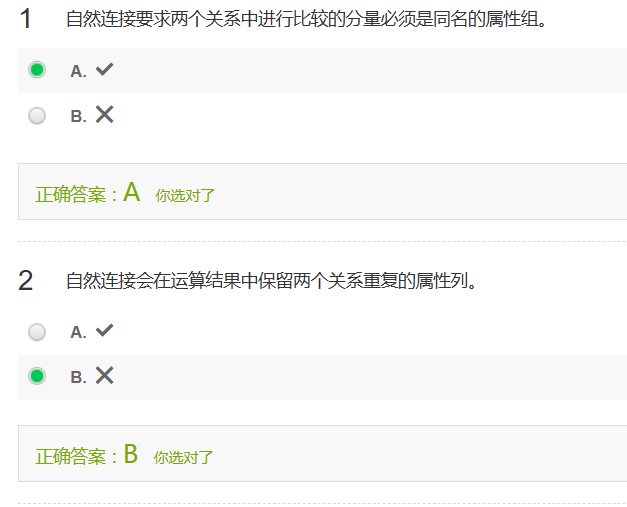 1 自然连接要求两个关系中进行比较的分量必须是同名的属性组。
A. ✔
B. ✕
正确答案：A 你选对了
2 自然连接会在运算结果中保留两个关系重复的属性列。
A. ✔
B. ✕
正确答案：B 你选对了